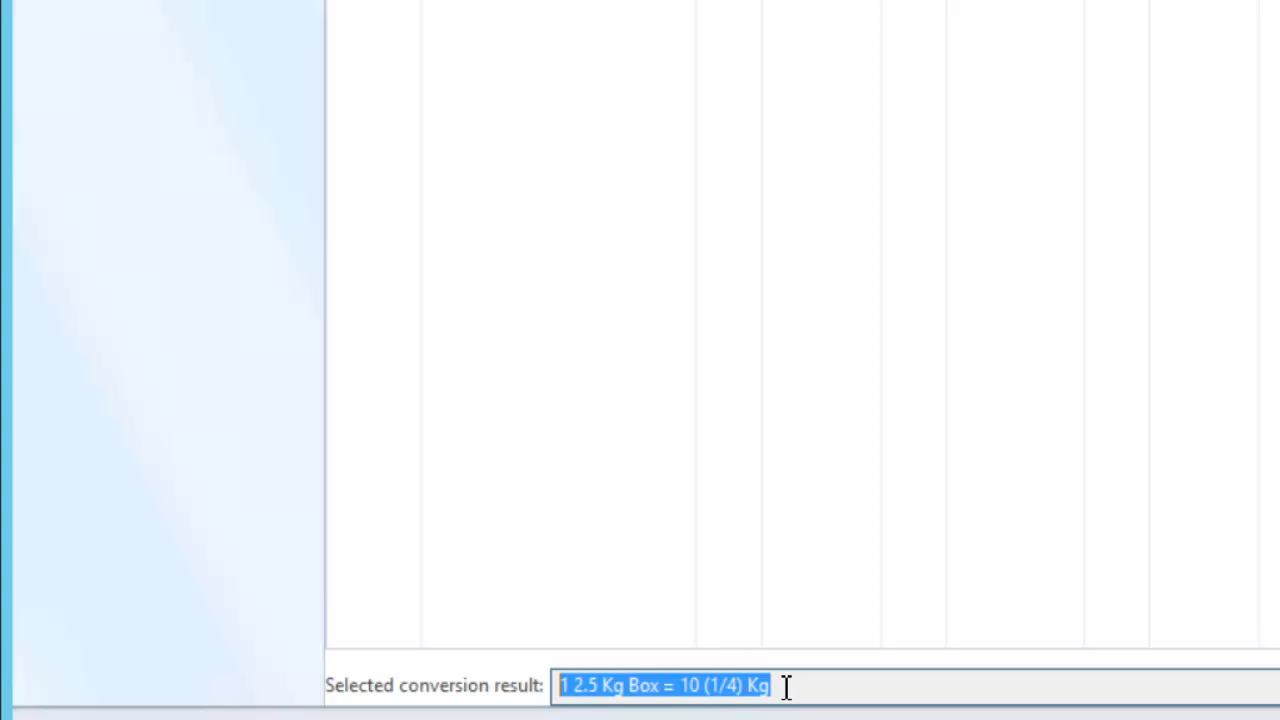 Selected conversion result: 1 2.5 Kg Box = 10 (1/4) Kg